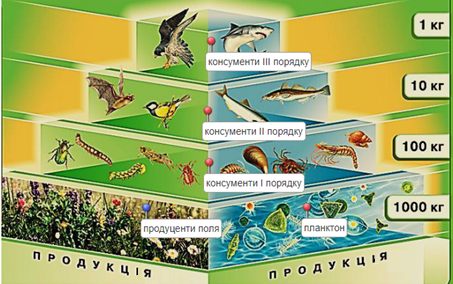 1 кг
консументи III порядку
10 кг
консументи II порядку
100 кг
консументи I порядку
1000 кг
продуценти поля
планктон
ПРОДУКЦІЯ
ПРОДУКЦІЯ